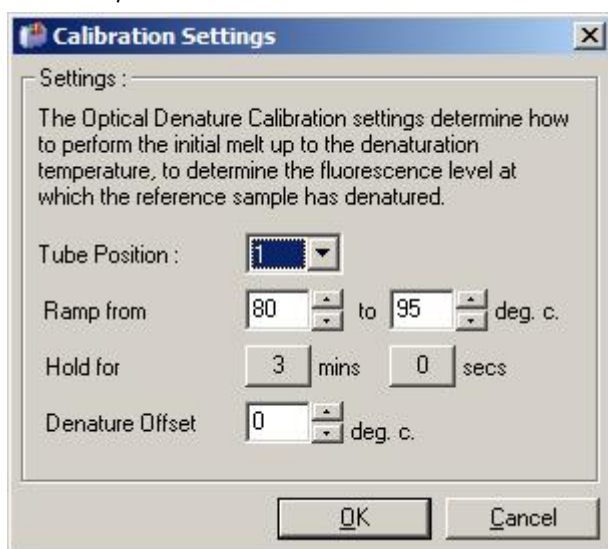 Calibration Settings
Settings :
The Optical Denature Calibration settings determine how
to perform the initial melt up to the denaturation
temperature, to determine the fluorescence level at
which the reference sample has denatured.
Tube Position : 1
Ramp from 80 to 95 deg. c.
Hold for 3 mins 0 secs
Denature Offset 0 deg. c.
OK Cancel